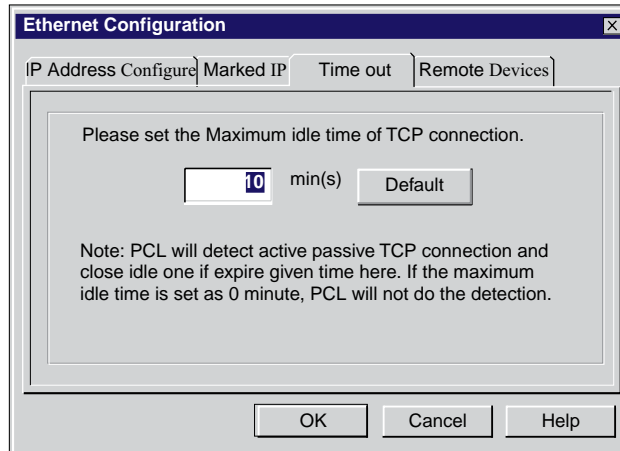 Ethernet Configuration
IP Address Configure Marked IP Time out Remote Devices
Please set the Maximum idle time of TCP connection.
10 min(s) Default
Note: PCL will detect active passive TCP connection and
close idle one if expire given time here. If the maximum
idle time is set as 0 minute, PCL will not do the detection.
OK Cancel Help